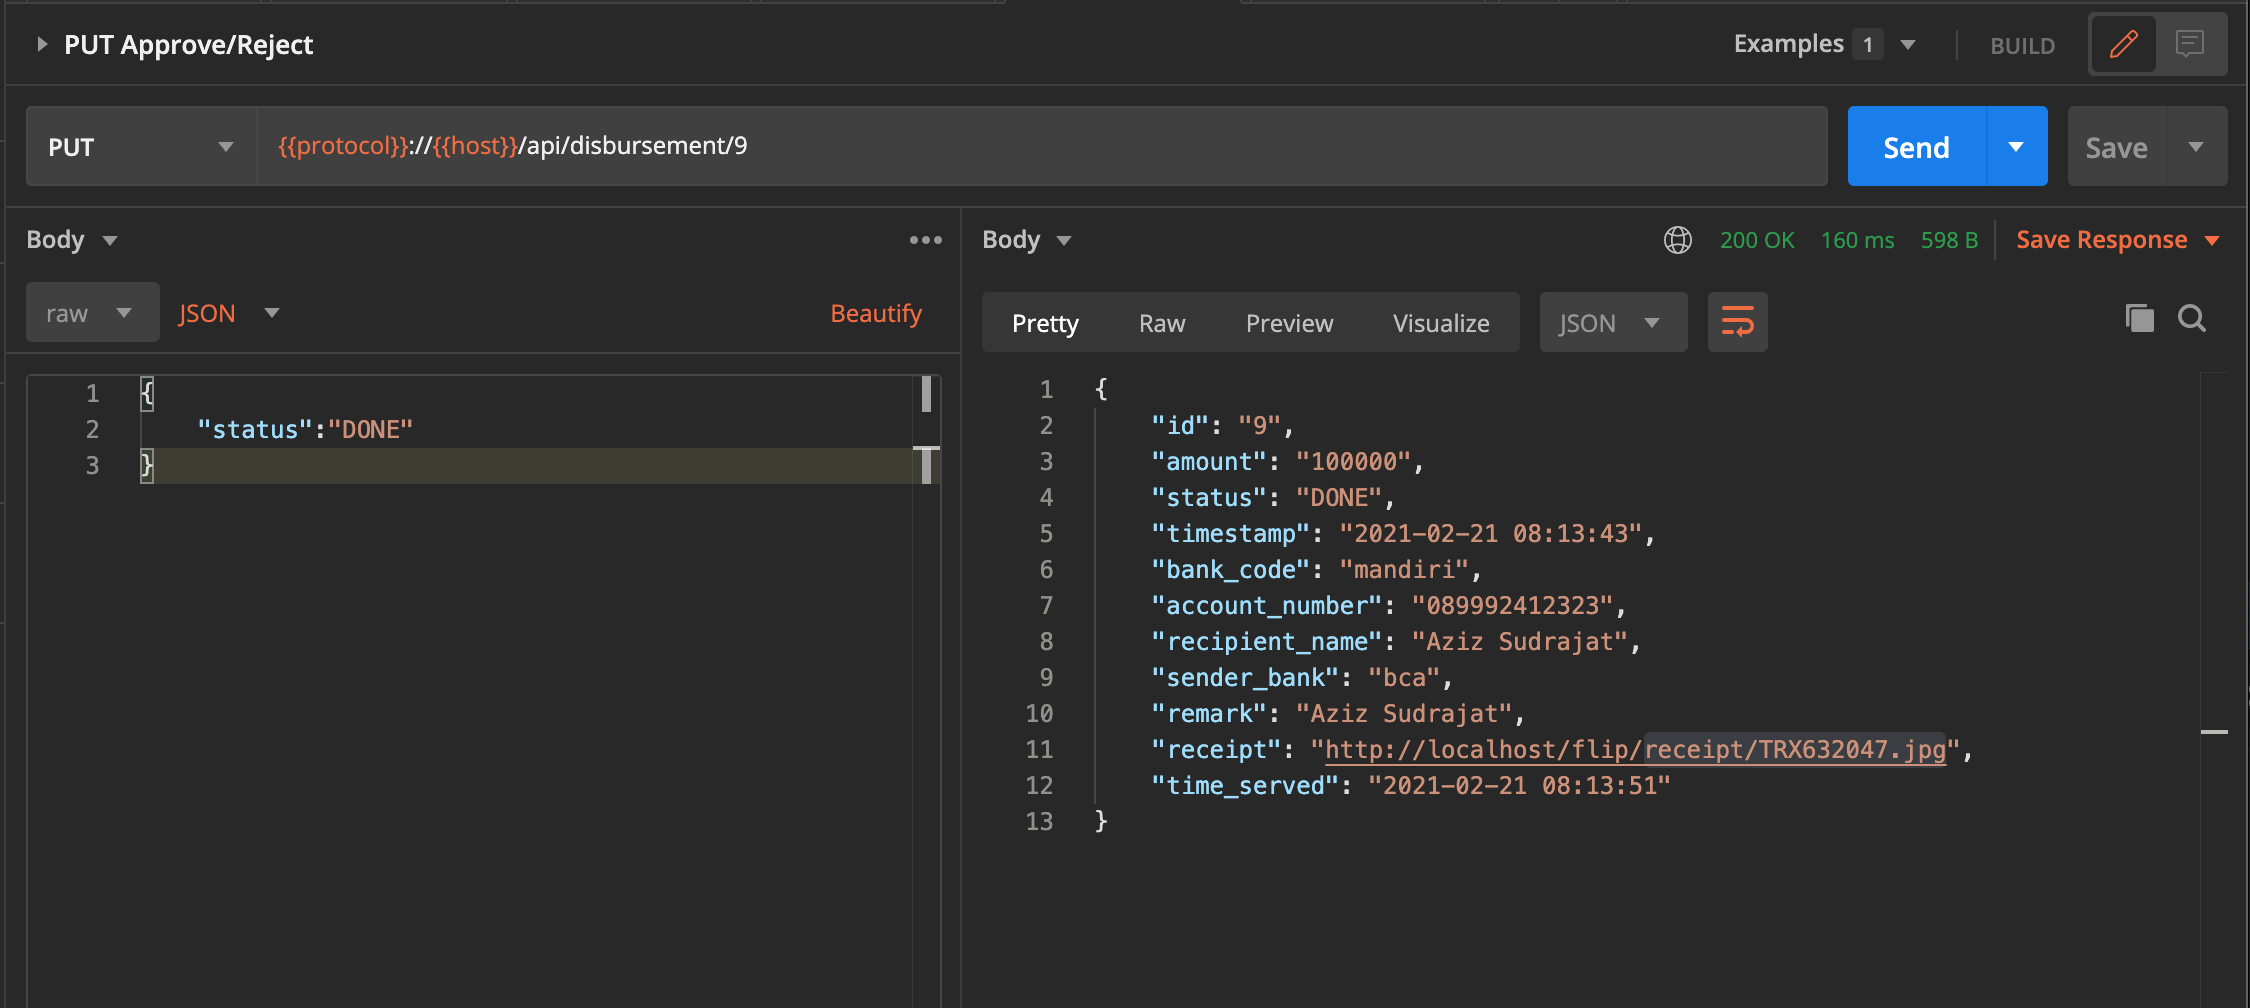 PUT Approve/Reject
Examples 1 BUILD
PUT {{protocol}}://{{host}}/api/disbursement/9 Send Save
Body
raw JSON Beautify
1 {
2 "status":"DONE"
3 }
Body 200 OK 160 ms 598 B Save Response
Pretty Raw Preview Visualize JSON
1 {
2 "id": "9",
3 "amount": "100000",
4 "status": "DONE",
5 "timestamp": "2021-02-21 08:13:43",
6 "bank_code": "mandiri",
7 "account_number": "089992412323",
8 "recipient_name": "Aziz Sudrajat",
9 "sender_bank": "bca",
10 "remark": "Aziz Sudrajat",
11 "receipt": "http://localhost/flip/receipt/TRX632047.jpg",
12 "time_served": "2021-02-21 08:13:51"
13 }